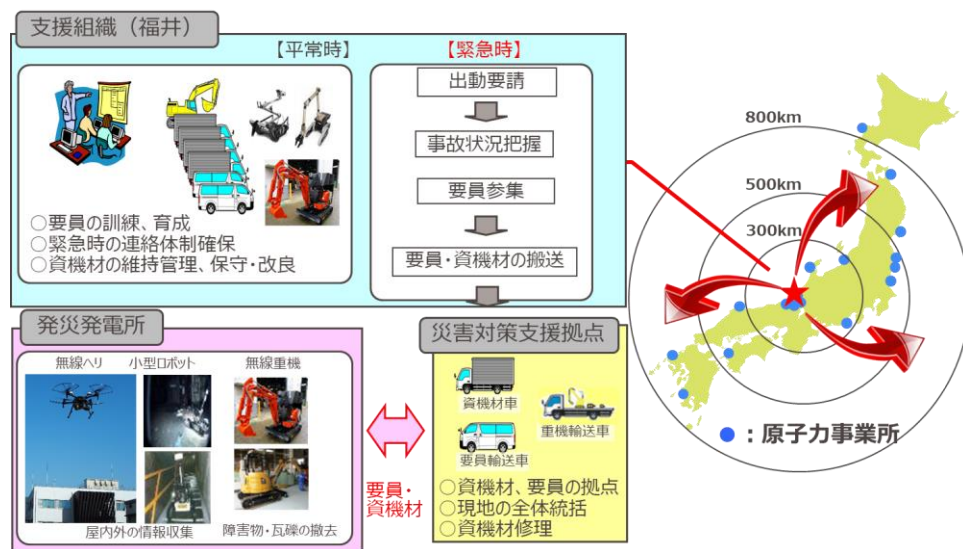 支援組織（福井）
【平常時】
【緊急時】
○要員の訓練、育成
○緊急時の連絡体制確保
○資機材の維持管理、保守・改良
出動要請
事故状況把握
要員参集
要員・資機材の搬送
発災発電所
無線ヘリ
小型ロボット
無線重機
屋内外の情報収集
障害物・瓦礫の撤去
要員・
資機材
災害対策支援拠点
資機材車
重機輸送車
要員輸送車
○資機材、要員の拠点
○現地の全体統括
○資機材修理
800km
500km
300km
：原子力事業所